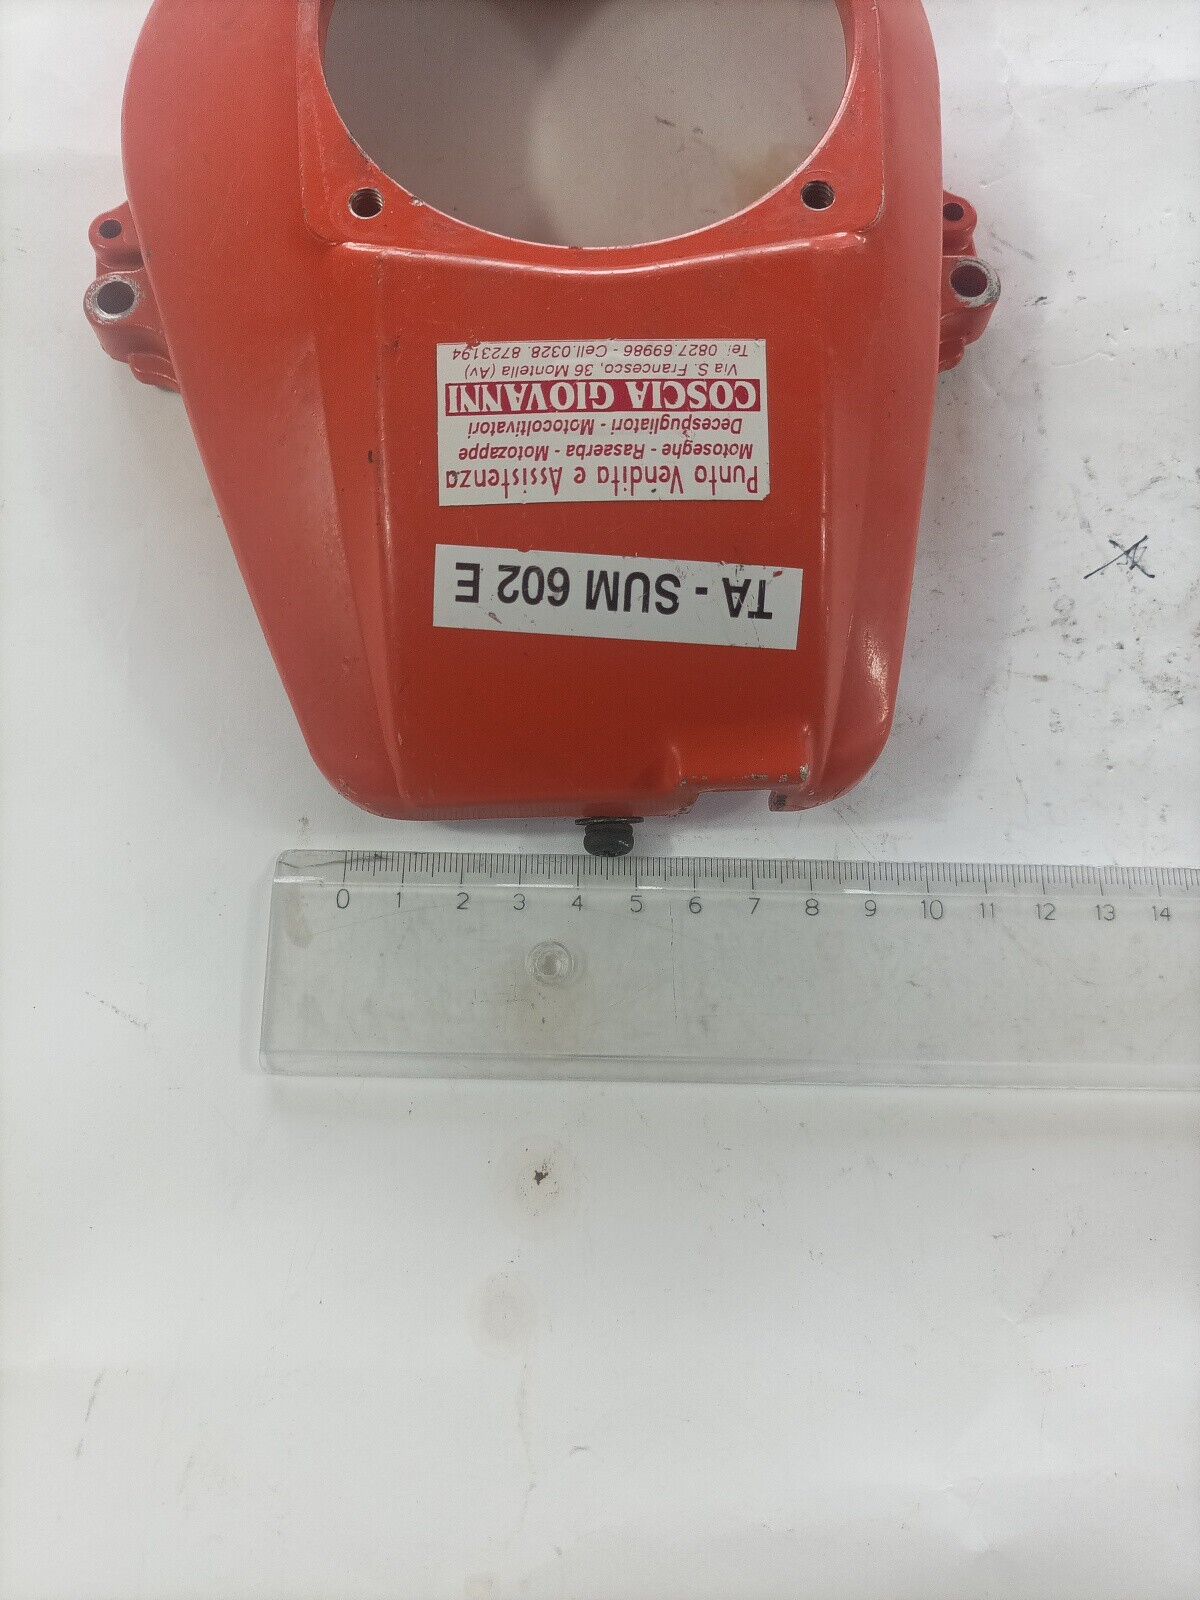 Punto Vendita e Assistenza
Motoseghe - Rasaerba - Motozappe
Decespugliatori - Motocoltivatori
COSCIA GIOVANNI
Via S. Francesco, 36 Montella (Av)
Tel. 0827.69986 - Cell.0328. 8723194
TA - SUM 602 E
0 1 2 3 4 5 6 7 8 9 10 11 12 13 14